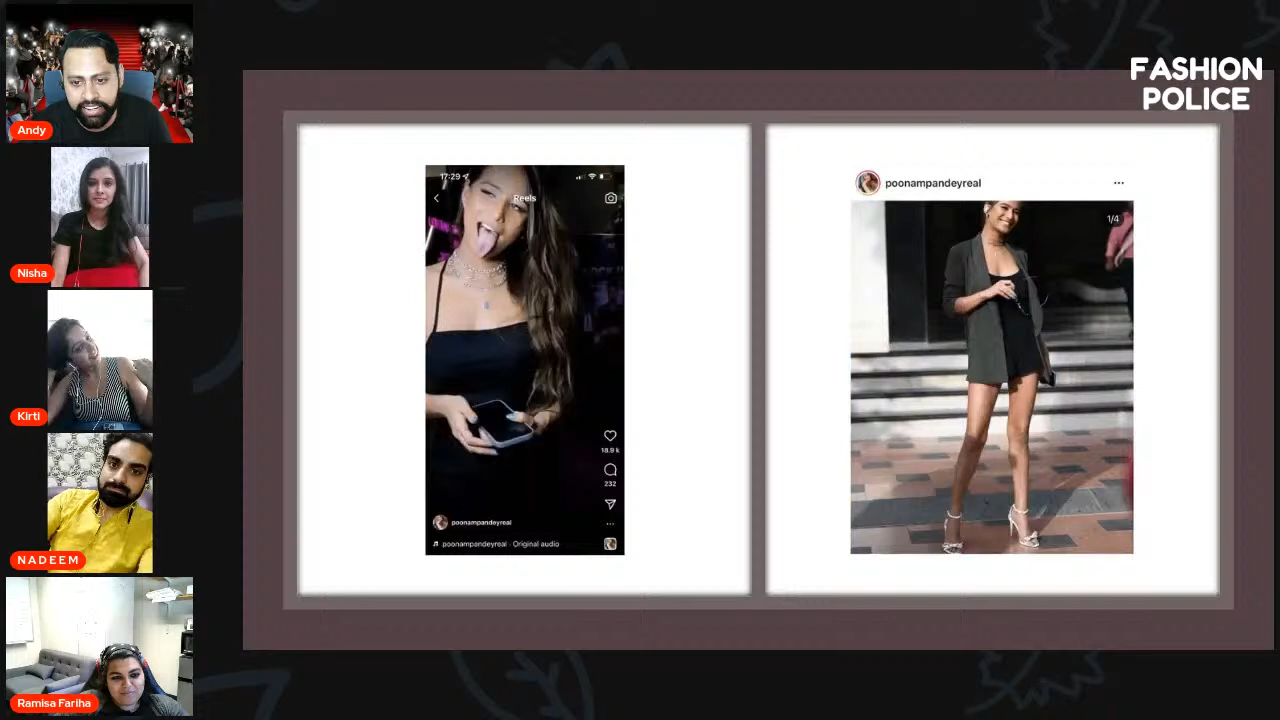 Andy
Nisha
Kirti
NADEEM
Ramisa Fariha
FASHION
POLICE
17:29
Reels
18.9 k
232
poonampandeyreal
poonampandeyreal · Original audio
poonampandeyreal
1/4